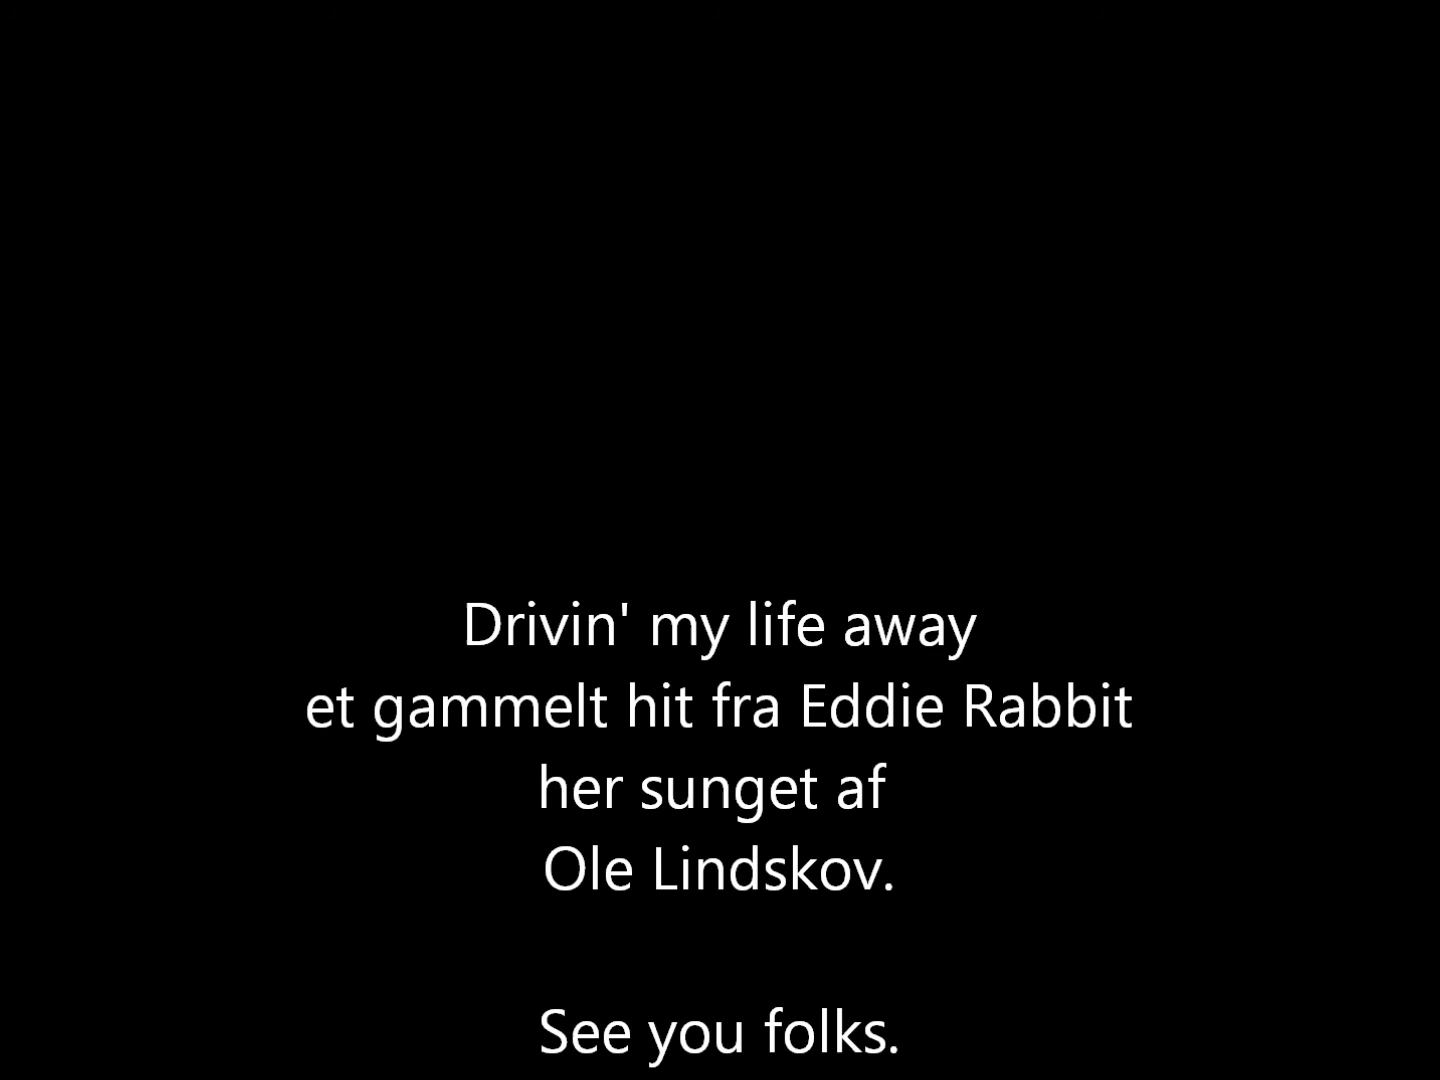 Drivin' my life away
et gammelt hit fra Eddie Rabbit
her sunget af
Ole Lindskov.
See you folks.